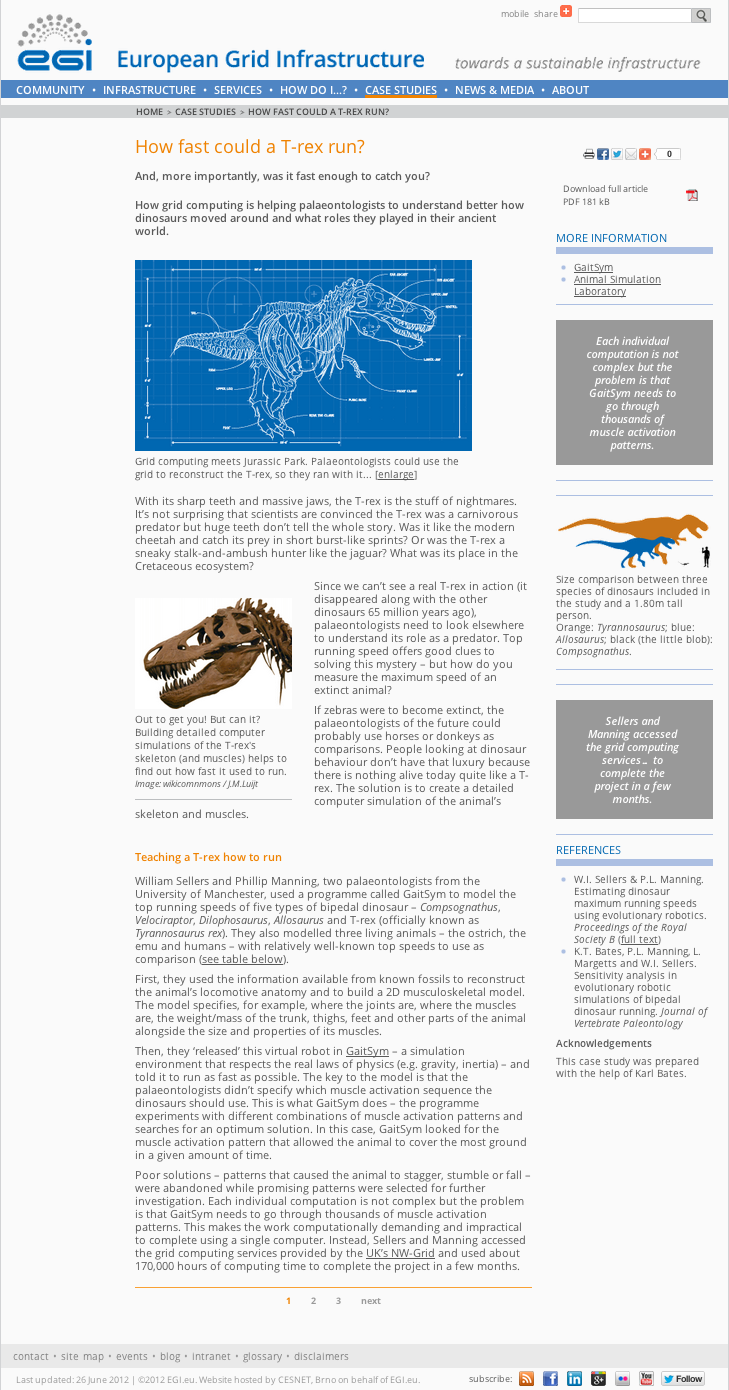 mobile share
egi
European Grid Infrastructure
towards a sustainable infrastructure
COMMUNITY • INFRASTRUCTURE • SERVICES • HOW DO I...? • CASE STUDIES • NEWS & MEDIA • ABOUT
HOME > CASE STUDIES > HOW FAST COULD A T-REX RUN?
How fast could a T-rex run?
And, more importantly, was it fast enough to catch you?
How grid computing is helping palaeontologists to understand better how
dinosaurs moved around and what roles they played in their ancient
world.
Grid computing meets Jurassic Park. Palaeontologists could use the
grid to reconstruct the T-rex, so they ran with it... [enlarge]
With its sharp teeth and massive jaws, the T-rex is the stuff of nightmares.
It’s not surprising that scientists are convinced the T-rex was a carnivorous
predator but huge teeth don’t tell the whole story. Was it like the modern
cheetah and catch its prey in short burst-like sprints? Or was the T-rex a
sneaky stalk-and-ambush hunter like the jaguar? What was its place in the
Cretaceous ecosystem?
Out to get you! But can it?
Building detailed computer
simulations of the T-rex's
skeleton (and muscles) helps to
find out how fast it used to run.
Image: wikicomnmons / J.M.Luijt
Since we can’t see a real T-rex in action (it
disappeared along with the other
dinosaurs 65 million years ago),
palaeontologists need to look elsewhere
to understand its role as a predator. Top
running speed offers good clues to
solving this mystery – but how do you
measure the maximum speed of an
extinct animal?
If zebras were to become extinct, the
palaeontologists of the future could
probably use horses or donkeys as
comparisons. People looking at dinosaur
behaviour don’t have that luxury because
there is nothing alive today quite like a T-
rex. The solution is to create a detailed
computer simulation of the animal’s
skeleton and muscles.
Teaching a T-rex how to run
William Sellers and Phillip Manning, two palaeontologists from the
University of Manchester, used a programme called GaitSym to model the
top running speeds of five types of bipedal dinosaur – Compsognathus,
Velociraptor, Dilophosaurus, Allosaurus and T-rex (officially known as
Tyrannosaurus rex). They also modelled three living animals – the ostrich, the
emu and humans – with relatively well-known top speeds to use as
comparison (see table below).
First, they used the information available from known fossils to reconstruct
the animal’s locomotive anatomy and to build a 2D musculoskeletal model.
The model specifies, for example, where the joints are, where the muscles
are, the weight/mass of the trunk, thighs, feet and other parts of the animal
alongside the size and properties of its muscles.
Then, they ‘released’ this virtual robot in GaitSym – a simulation
environment that respects the real laws of physics (e.g. gravity, inertia) – and
told it to run as fast as possible. The key to the model is that the
palaeontologists didn’t specify which muscle activation sequence the
dinosaurs should use. This is what GaitSym does – the programme
experiments with different combinations of muscle activation patterns and
searches for an optimum solution. In this case, GaitSym looked for the
muscle activation pattern that allowed the animal to cover the most ground
in a given amount of time.
Poor solutions – patterns that caused the animal to stagger, stumble or fall –
were abandoned while promising patterns were selected for further
investigation. Each individual computation is not complex but the problem
is that GaitSym needs to go through thousands of muscle activation
patterns. This makes the work computationally demanding and impractical
to complete using a single computer. Instead, Sellers and Manning accessed
the grid computing services provided by the UK’s NW-Grid and used about
170,000 hours of computing time to complete the project in a few months.
1 2 3 next
0
Download full article
PDF 181 kB
MORE INFORMATION
GaitSym
Animal Simulation
Laboratory
Each individual
computation is not
complex but the
problem is that
GaitSym needs to
go through
thousands of
muscle activation
patterns.
Size comparison between three
species of dinosaurs included in
the study and a 1.80m tall
person.
Orange: Tyrannosaurus; blue:
Allosaurus; black (the little blob):
Compsognathus.
Sellers and
Manning accessed
the grid computing
services… to
complete the
project in a few
months.
REFERENCES
W.I. Sellers & P.L. Manning.
Estimating dinosaur
maximum running speeds
using evolutionary robotics.
Proceedings of the Royal
Society B (full text)
K.T. Bates, P.L. Manning, L.
Margetts and W.I. Sellers.
Sensitivity analysis in
evolutionary robotic
simulations of bipedal
dinosaur running. Journal of
Vertebrate Paleontology
Acknowledgements
This case study was prepared
with the help of Karl Bates.
contact • site map • events • blog • intranet • glossary • disclaimers
Last updated: 26 June 2012 | ©2012 EGI.eu. Website hosted by CESNET, Brno on behalf of EGI.eu.
subscribe:
Follow